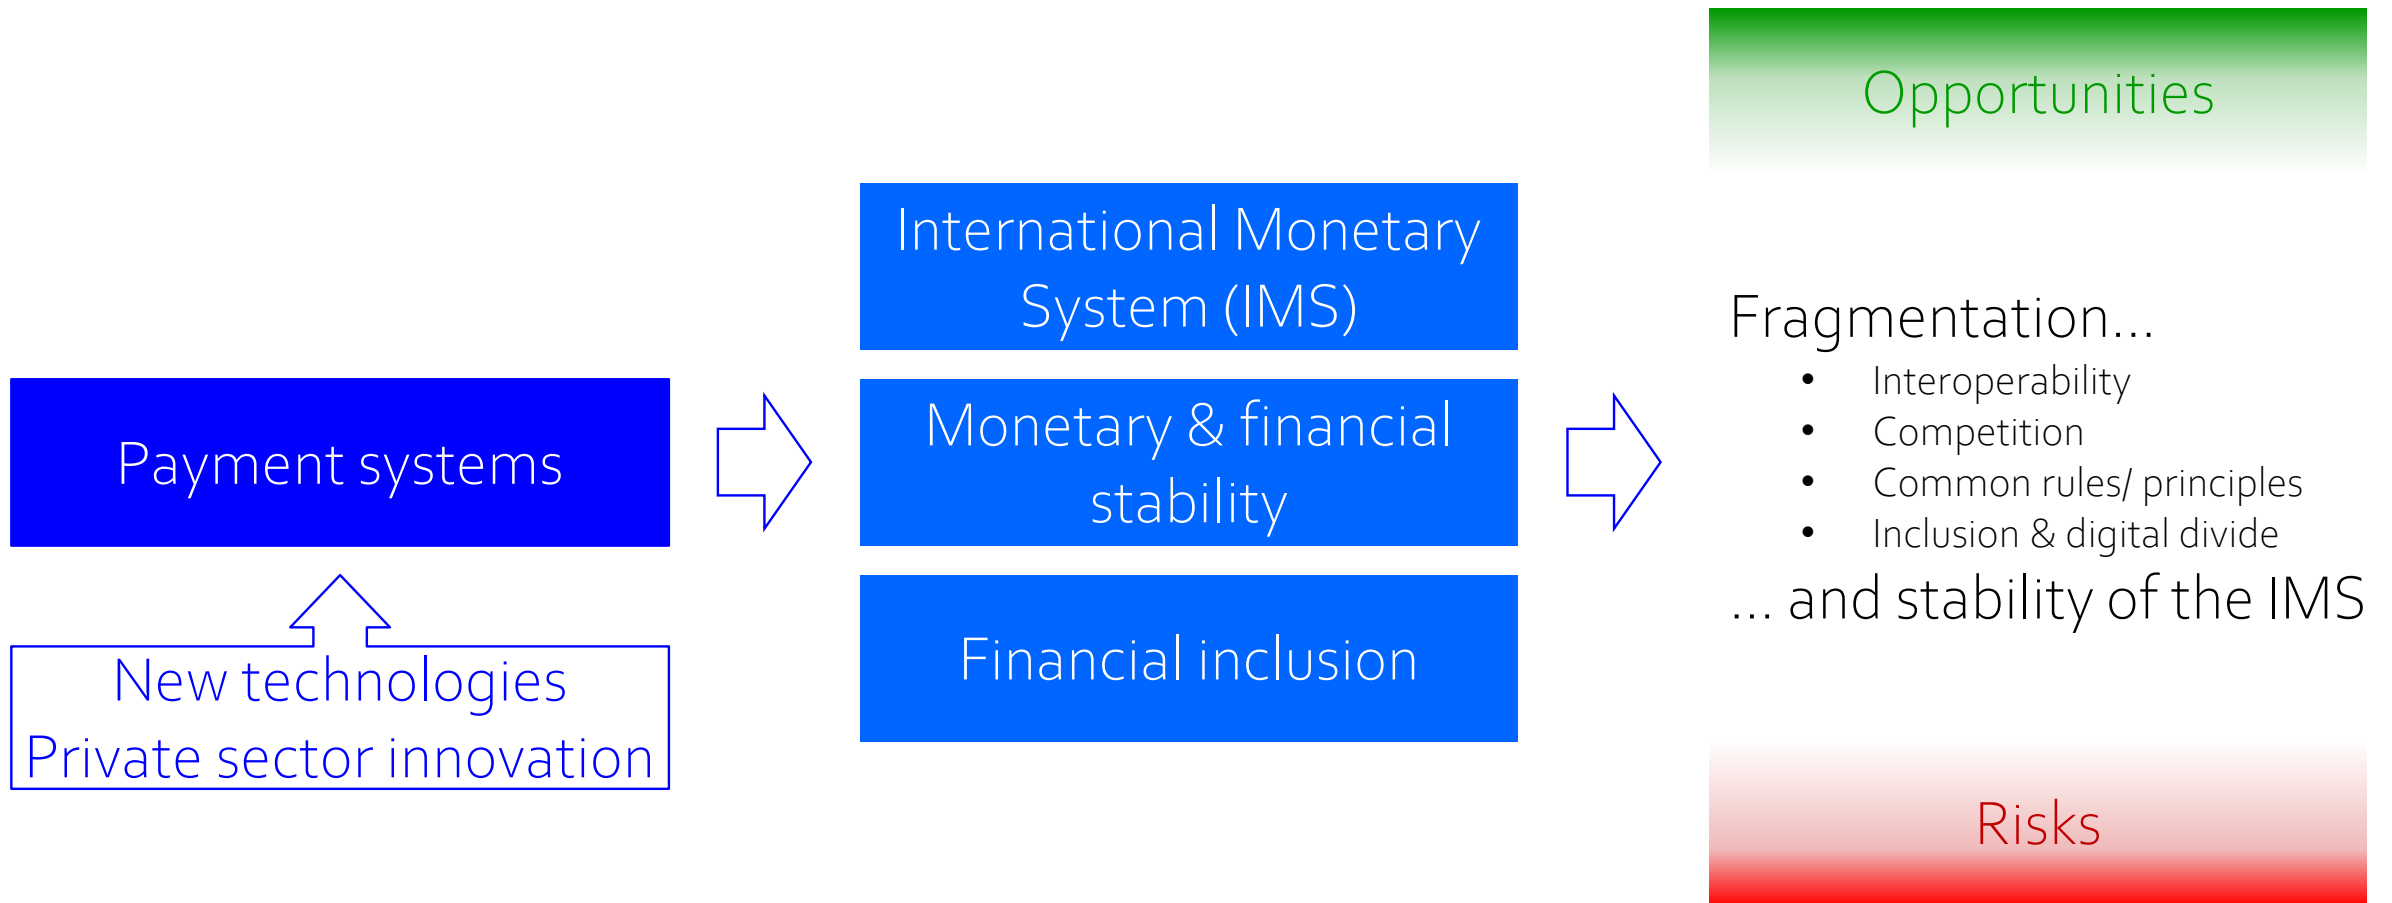 Payment systems
New technologies
Private sector innovation
International Monetary
System (IMS)
Monetary & financial
stability
Financial inclusion
Opportunities
Fragmentation...
• Interoperability
• Competition
• Common rules/ principles
• Inclusion & digital divide
... and stability of the IMS
Risks